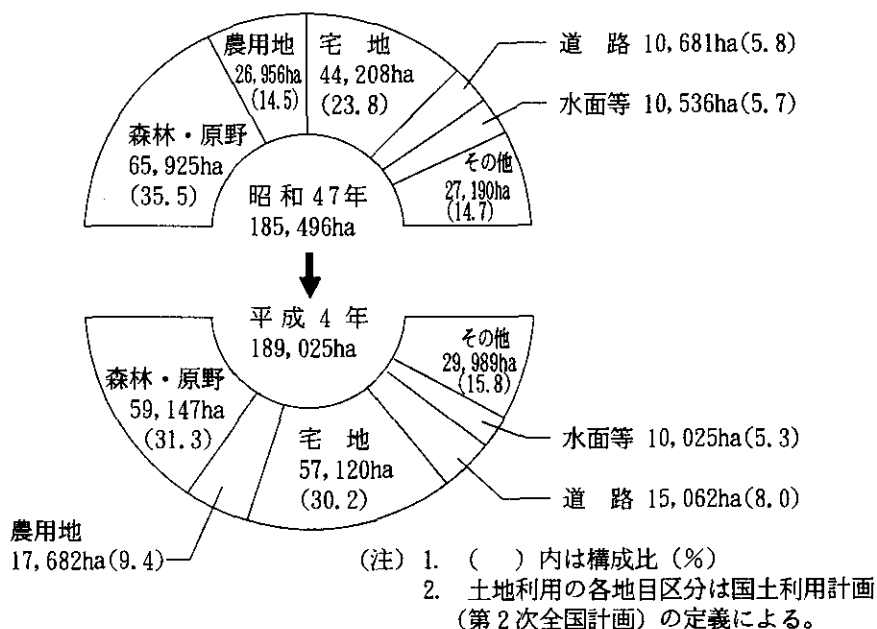 農用地
26,956ha
(14.5)
宅 地
44,208ha
(23.8)
道 路 10,681ha(5.8)
水面等 10,536ha(5.7)
森林・原野
65,925ha
(35.5)
その他
27,190ha
(14.7)
昭和47年
185,496ha
平成 4 年
189,025ha
その他
29,989ha
(15.8)
森林・原野
59,147ha
(31.3)
宅 地
57,120ha
(30.2)
水面等 10,025ha(5.3)
道 路 15,062ha(8.0)
農用地
17,682ha(9.4)
(注) 1. ( )内は構成比(%)
2. 土地利用の各地目区分は国土利用計画
(第2次全国計画)の定義による。